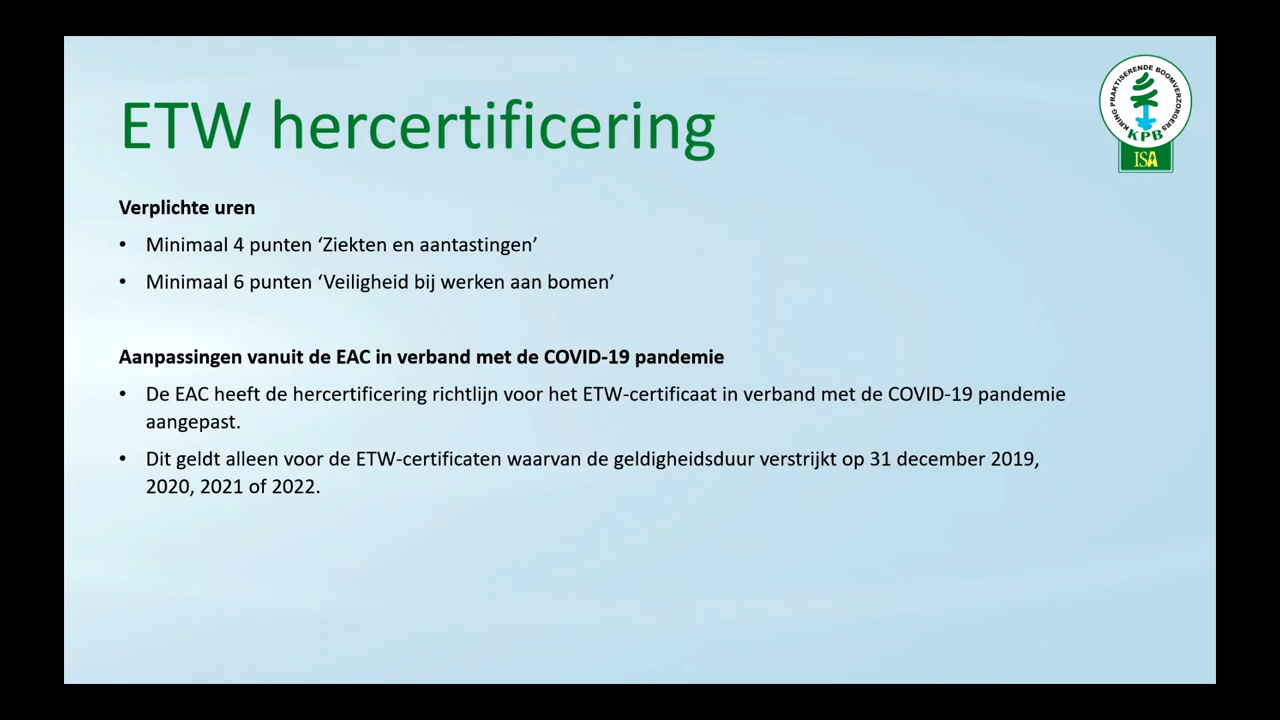 ETW hercertificering
KRING PRAKTISERENDE BOOMVERZORGERS
KPB
ISA
Verplichte uren
• Minimaal 4 punten ‘Ziekten en aantastingen’
• Minimaal 6 punten ‘Veiligheid bij werken aan bomen’
Aanpassingen vanuit de EAC in verband met de COVID-19 pandemie
• De EAC heeft de hercertificering richtlijn voor het ETW-certificaat in verband met de COVID-19 pandemie
aangepast.
• Dit geldt alleen voor de ETW-certificaten waarvan de geldigheidsduur verstrijkt op 31 december 2019,
2020, 2021 of 2022.